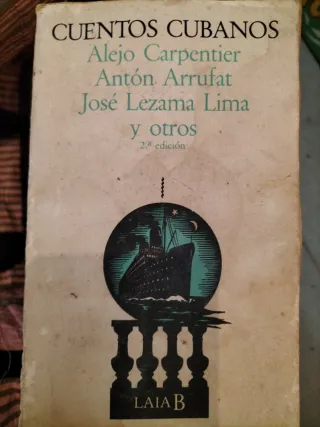 CUENTOS CUBANOS
Alejo Carpentier
Antón Arrufat
José Lezama Lima
y otros
2.ª edición
LAIA B